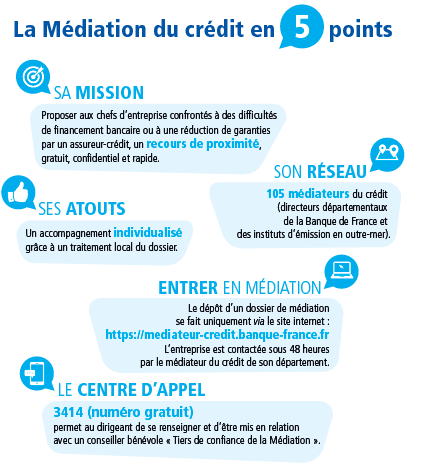 La Médiation du crédit en 5 points
SA MISSION
Proposer aux chefs d'entreprise confrontés à des difficultés
de financement bancaire ou à une réduction de garanties
par un assureur-crédit, un recours de proximité,
gratuit, confidentiel et rapide.
SON RÉSEAU
105 médiateurs du crédit
(directeurs départementaux
de la Banque de France et
des instituts d'émission en outre-mer).
SES ATOUTS
Un accompagnement individualisé
grâce à un traitement local du dossier.
ENTRER EN MÉDIATION
Le dépôt d'un dossier de médiation
se fait uniquement via le site internet :
https://mediateur-credit.banque-france.fr
L'entreprise est contactée sous 48 heures
par le médiateur du crédit de son département.
LE CENTRE D'APPEL
3414 (numéro gratuit)
permet au dirigeant de se renseigner et d'être mis en relation
avec un conseiller bénévole « Tiers de confiance de la Médiation ».